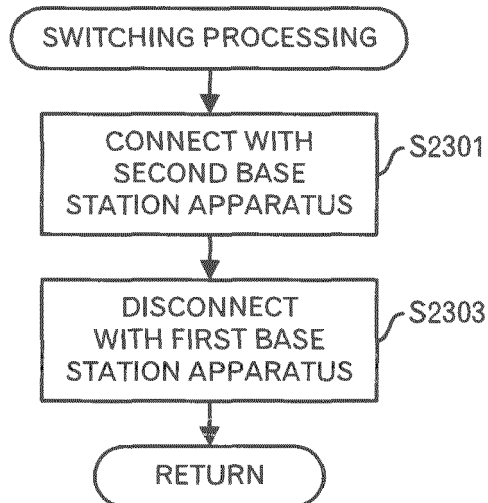 SWITCHING PROCESSING
CONNECT WITH
SECOND BASE
STATION APPARATUS
S2301
DISCONNECT
WITH FIRST BASE
STATION APPARATUS
S2303
RETURN